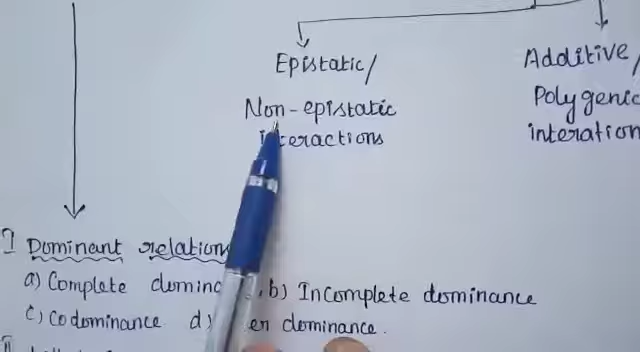 Epistatic/
Non-epistatic
interactions
Additive/
Polygenic
interation
I Dominant relation
a) Complete b) Incomplete dominance
c) Codominance d) dominance.